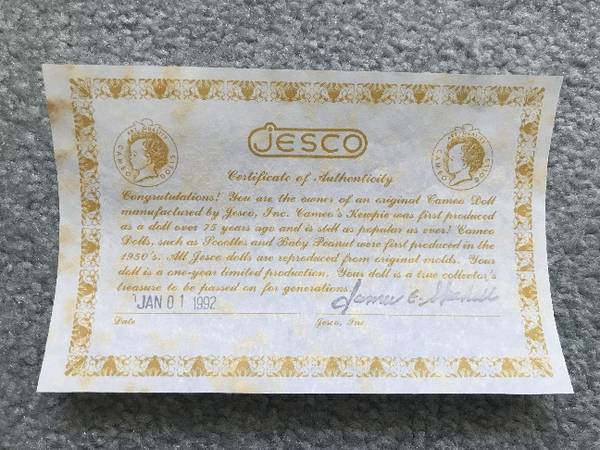 JESCO
Certificate of Authenticity
Congratulations! You are the owner of an original Cameo Doll
manufactured by Jesco, Inc. Cameo's Kewpie was first produced
as a doll over 75 years ago and is still as popular as ever! Cameo
Dolls, such as Scootles and Baby Peanut were first produced in the
1950's. All Jesco dolls are reproduced from original molds. Your
doll is a one-year limited production. Your doll is a true collector's
treasure to be passed on for generations.
JAN 01 1992
James E.
Date
Jesco, Inc